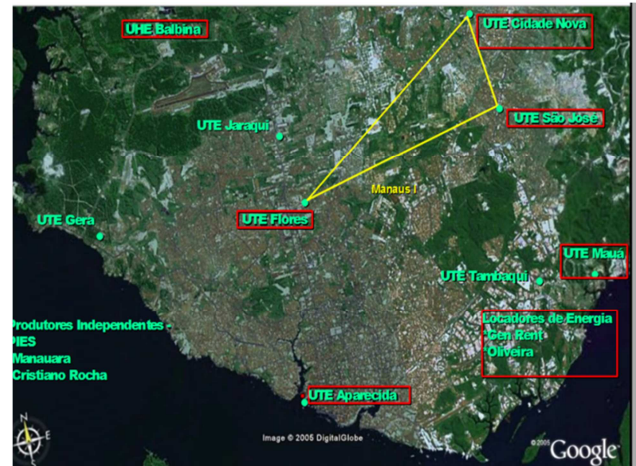 UHE Balbina
UTE Cidade Nova
UTE São José
UTE Jaraqui
Manaus I
UTE Flores
UTE Gera
UTE Mauá
UTE Tambaqui
Locadores de Energia
*Gen Rent
*Oliveira
Produtores Independentes -
PIES
Manauara
Cristiano Rocha
UTE Aparecida
N
E
Image © 2005 DigitalGlobe
©2005 Google